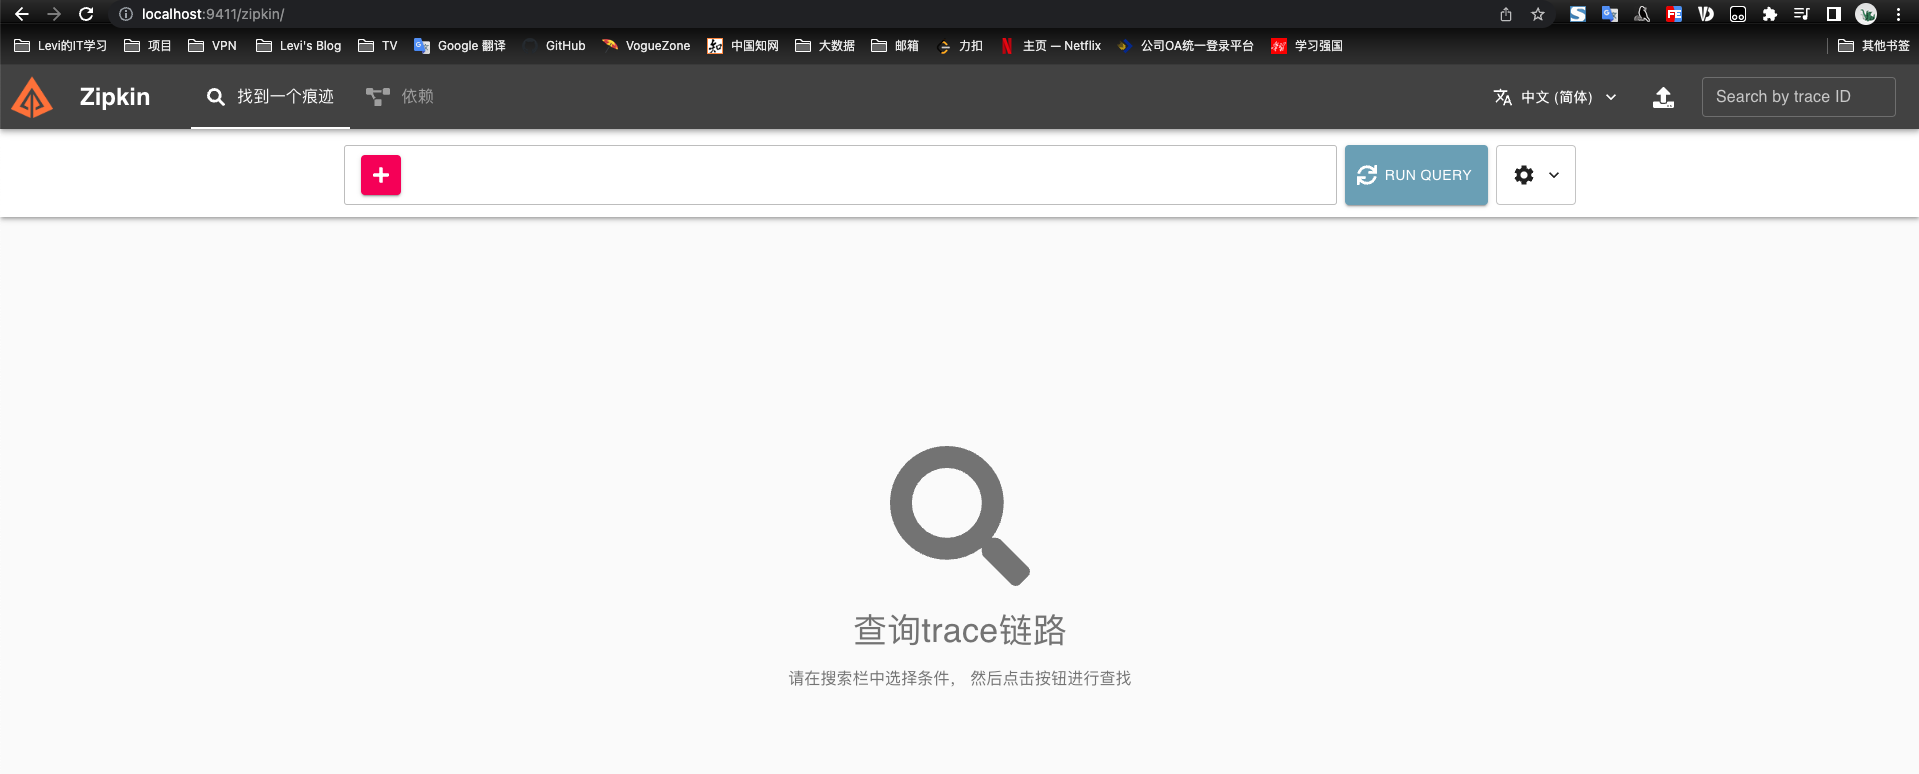 localhost:9411/zipkin/
Levi的IT学习 项目 VPN Levi's Blog TV Google 翻译 GitHub VogueZone 中国知网 大数据 邮箱 力扣 主页 — Netflix 公司OA统一登录平台 学习强国 其他书签
Zipkin 找到一个痕迹 依赖 中文 (简体) Search by trace ID
RUN QUERY
查询trace链路
请在搜索栏中选择条件， 然后点击按钮进行查找